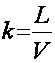 k = L/V